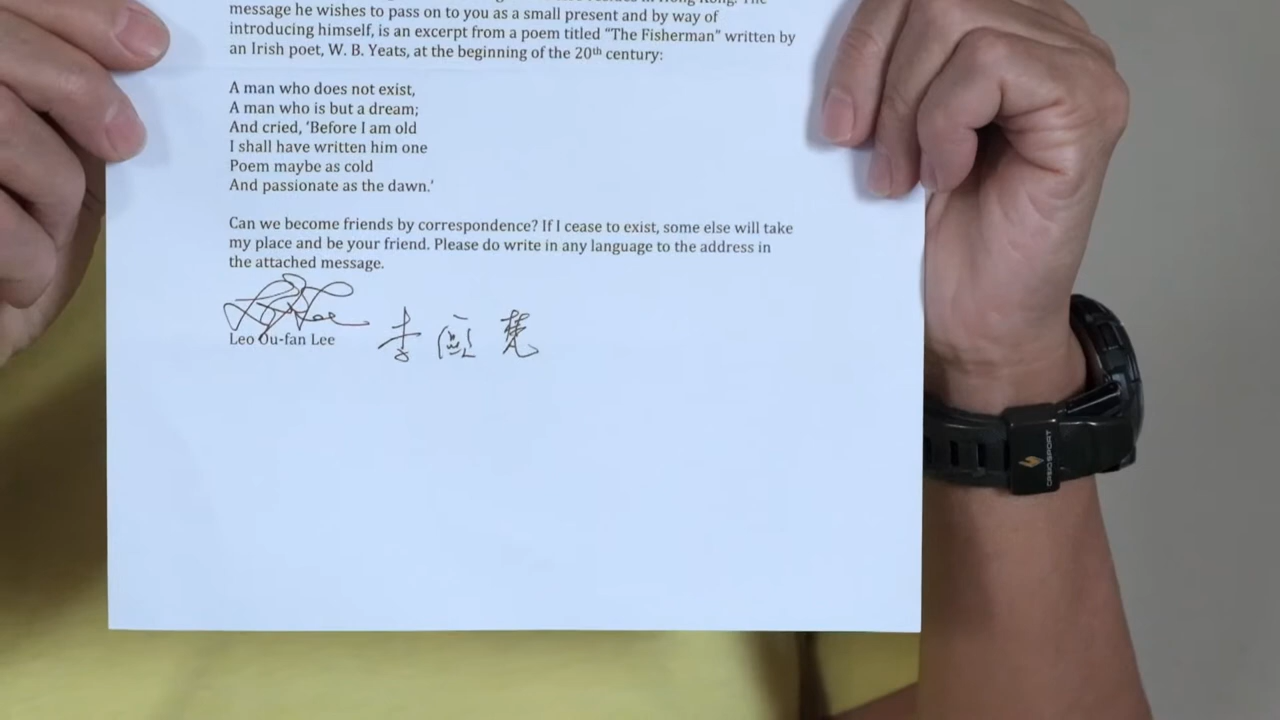 message he wishes to pass on to you as a small present and by way of
introducing himself, is an excerpt from a poem titled “The Fisherman” written by
an Irish poet, W. B. Yeats, at the beginning of the 20th century:
A man who does not exist,
A man who is but a dream;
And cried, ‘Before I am old
I shall have written him one
Poem maybe as cold
And passionate as the dawn.’
Can we become friends by correspondence? If I cease to exist, some else will take
my place and be your friend. Please do write in any language to the address in
the attached message.
Leo Ou-fan Lee
李歐梵